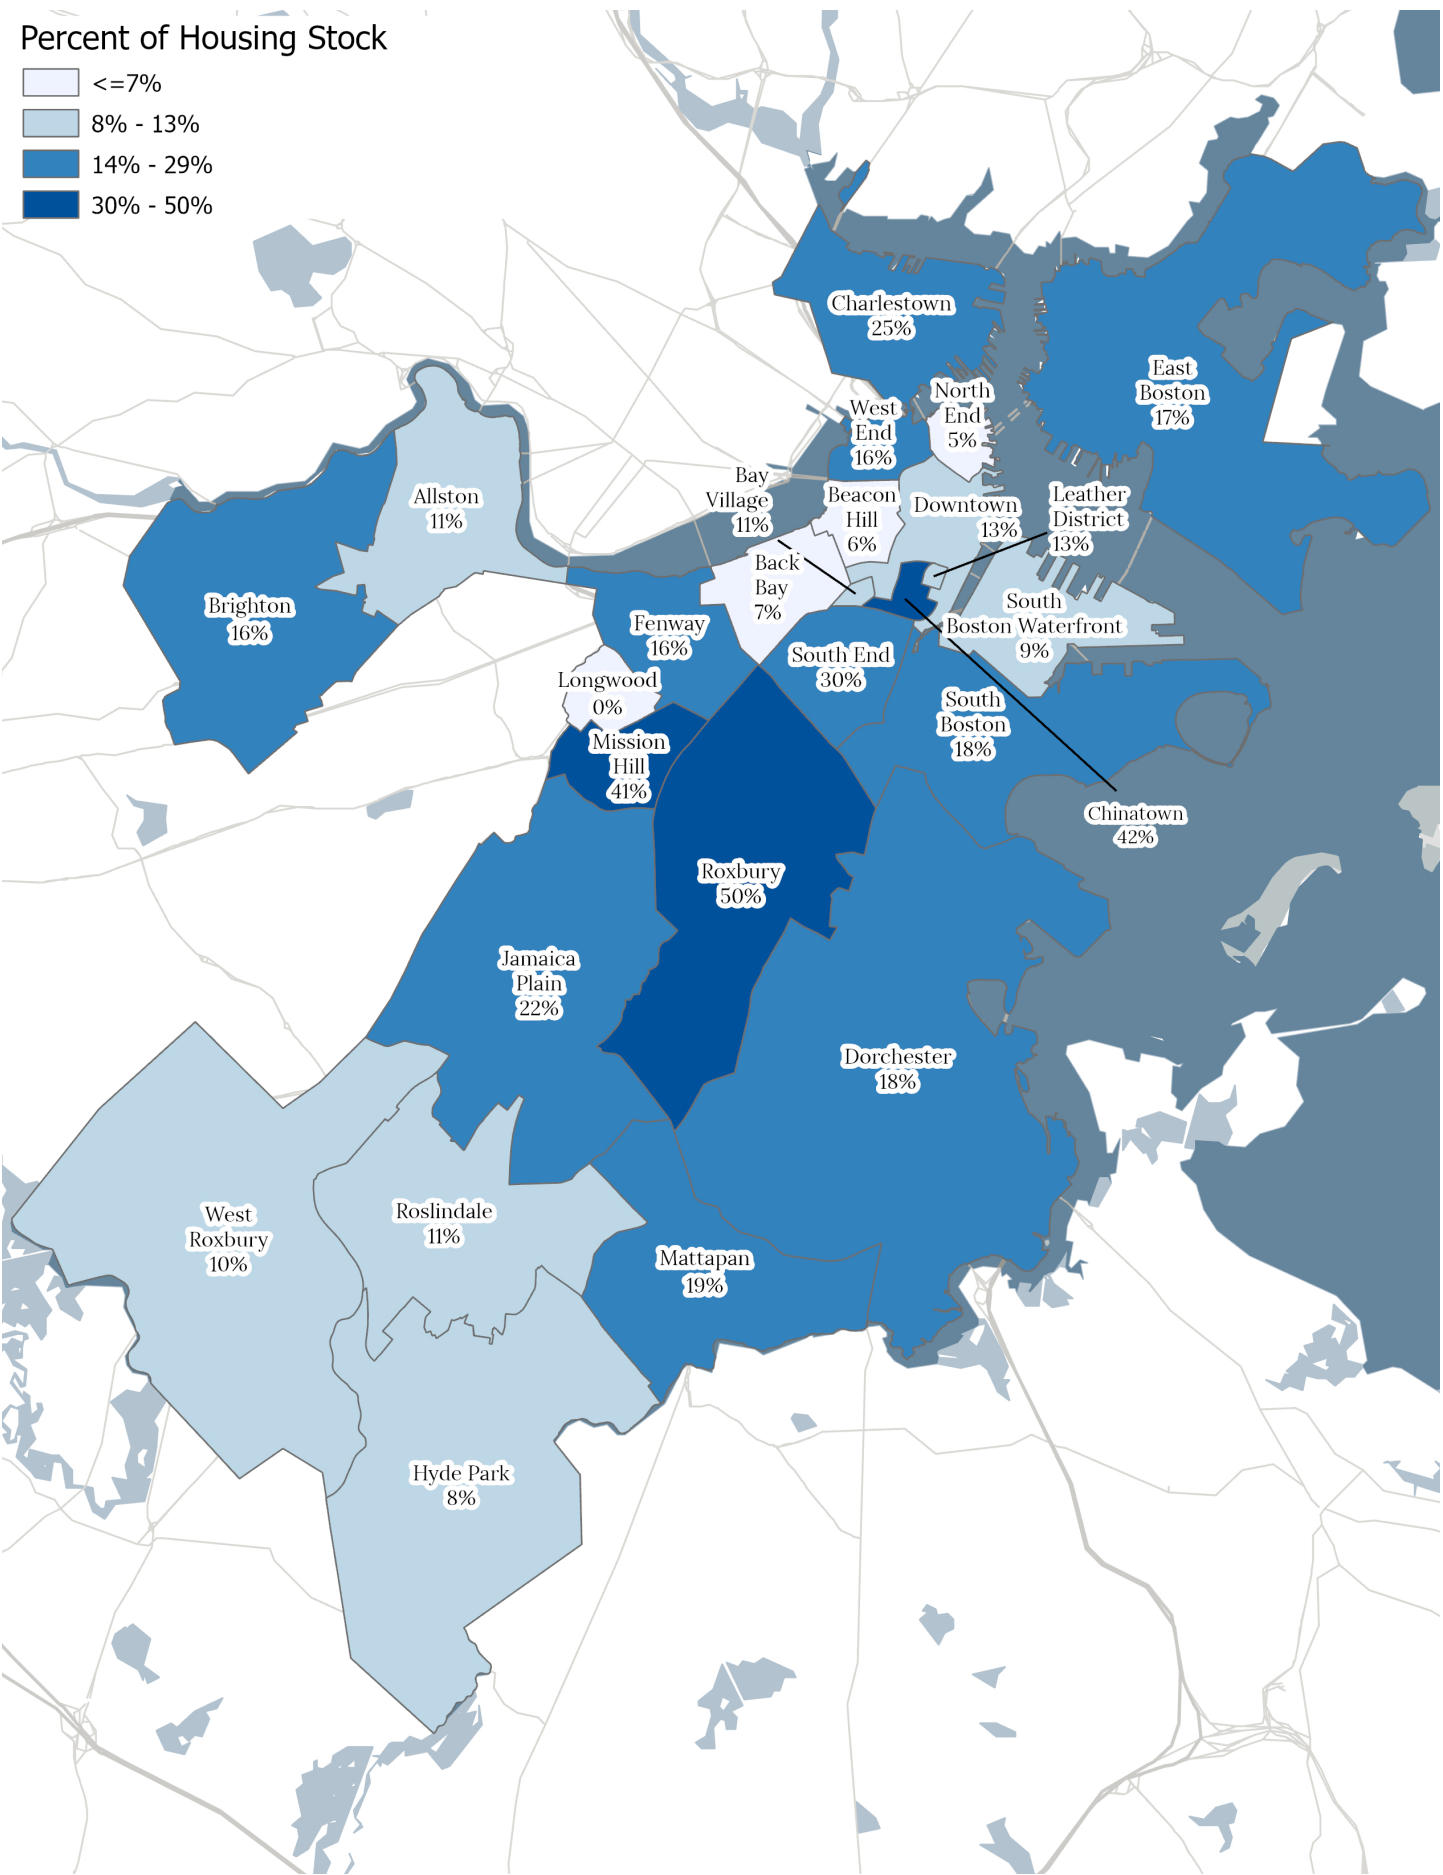 Percent of Housing Stock
<=7%
8% - 13%
14% - 29%
30% - 50%
Charlestown
25%
East
Boston
17%
North
End
5%
West
End
16%
Bay
Village
11%
Beacon
Hill
6%
Downtown
13%
Leather
District
13%
Allston
11%
Brighton
16%
Back
Bay
7%
Fenway
16%
South
Boston Waterfront
9%
South End
30%
Longwood
0%
South
Boston
18%
Mission
Hill
41%
Chinatown
42%
Roxbury
50%
Jamaica
Plain
22%
Dorchester
18%
West
Roxbury
10%
Roslindale
11%
Mattapan
19%
Hyde Park
8%